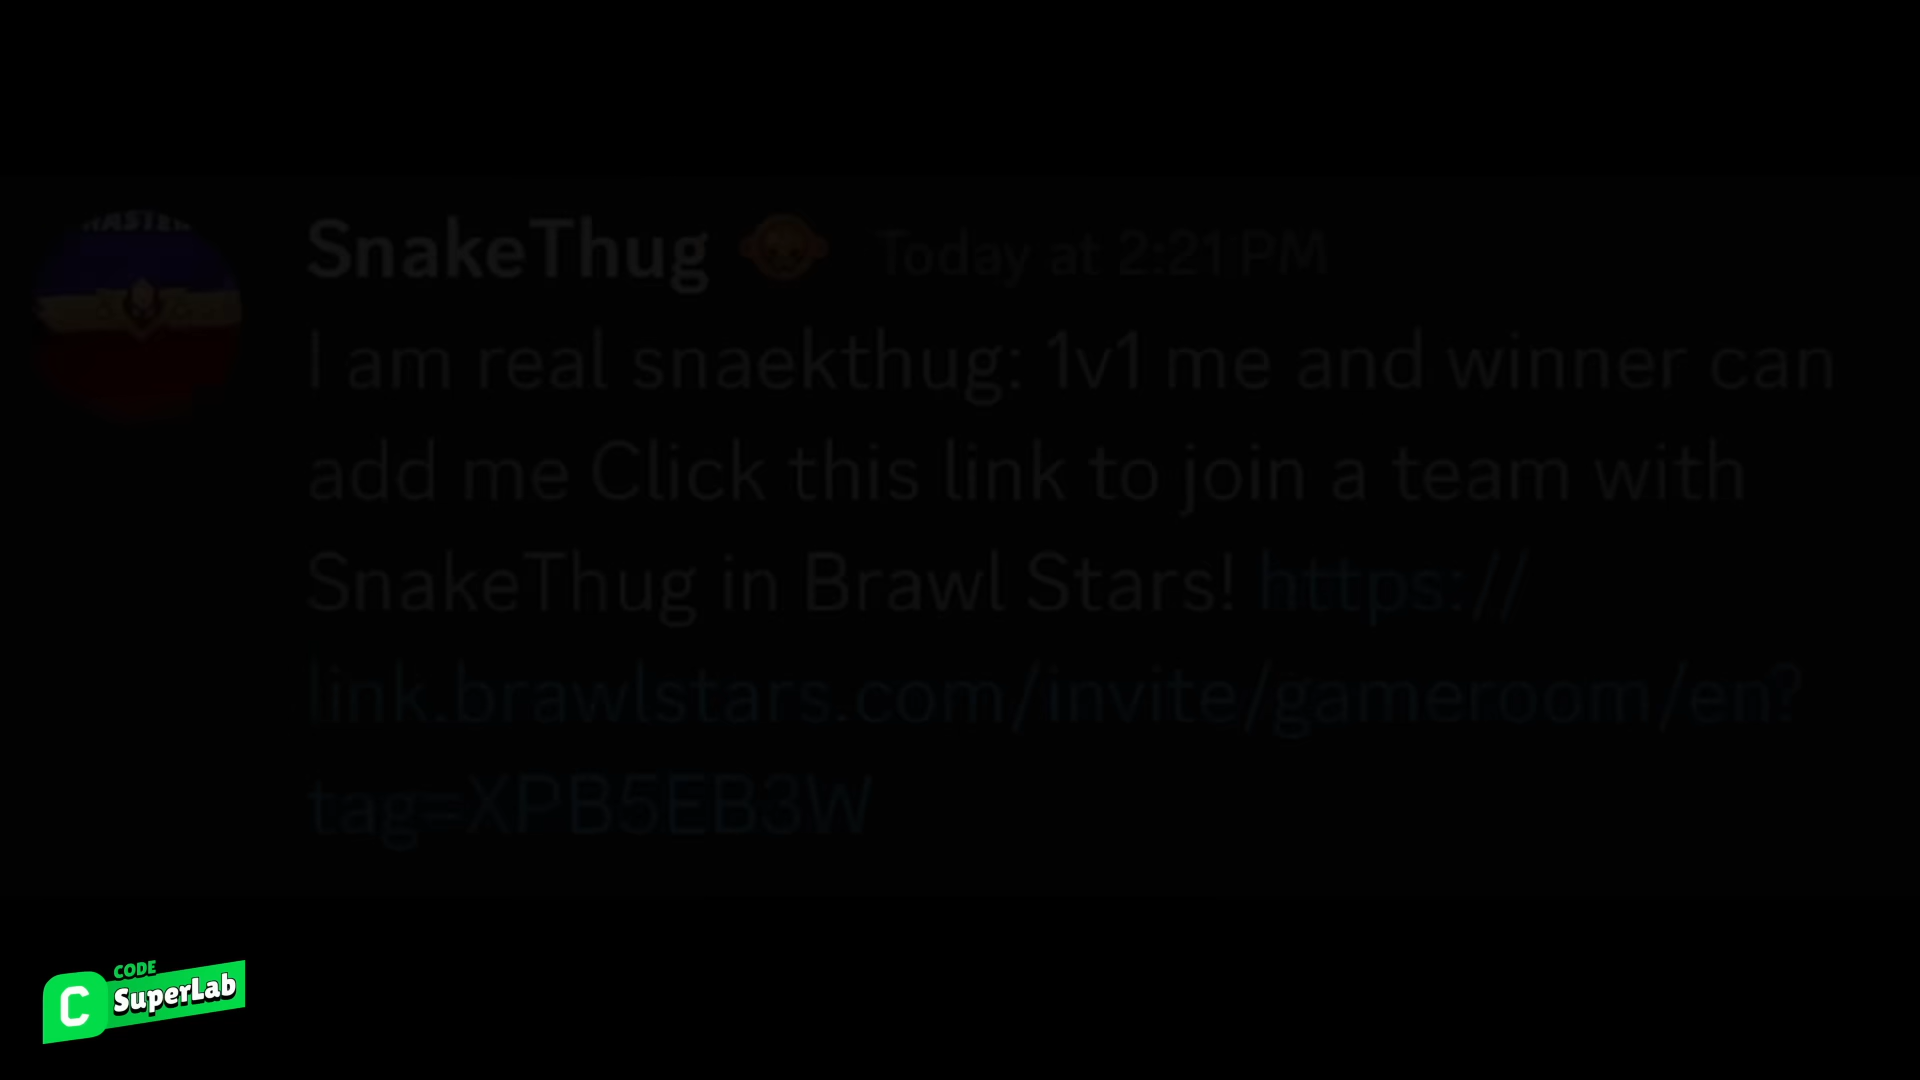 MASTER
SnakeThug Today at 2:21 PM
I am real snaekthug: 1v1 me and winner can
add me Click this link to join a team with
SnakeThug in Brawl Stars! https://
link.brawlstars.com/invite/gameroom/en?
tag=XPB5EB3W
C CODE
SuperLab